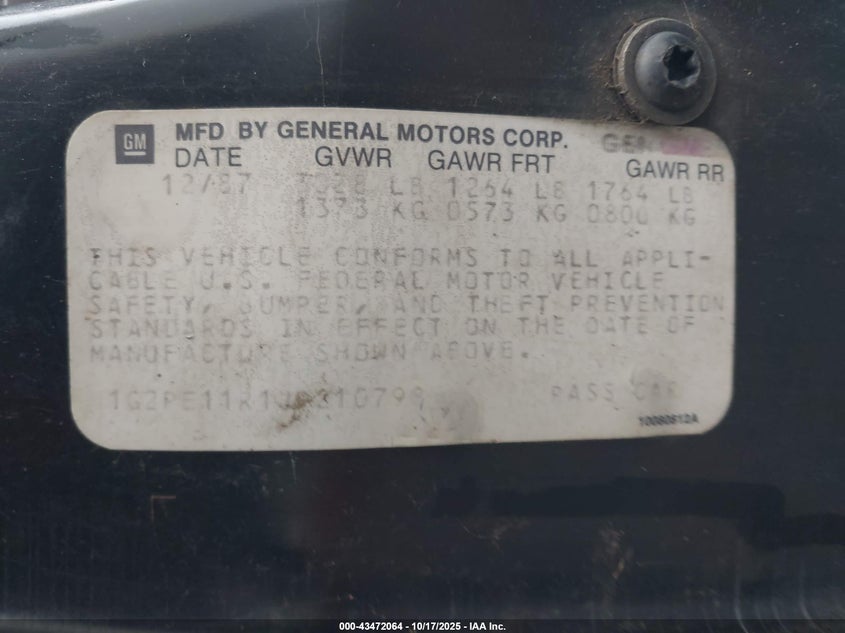 GM MFD BY GENERAL MOTORS CORP.
DATE GVWR GAWR FRT GAWR RR
12/87 LB 1264 LB 1764 LB
1373 KG 0573 KG 0800 KG
THIS VEHICLE CONFORMS TO ALL APPLI-
CABLE U.S. FEDERAL MOTOR VEHICLE
SAFETY, BUMPER, AND THEFT PREVENTION
STANDARDS IN EFFECT ON THE DATE OF
MANUFACTURE SHOWN ABOVE.
PASS CAR
10080812A
000-43472064 | 10/17/2025 - IAA Inc.